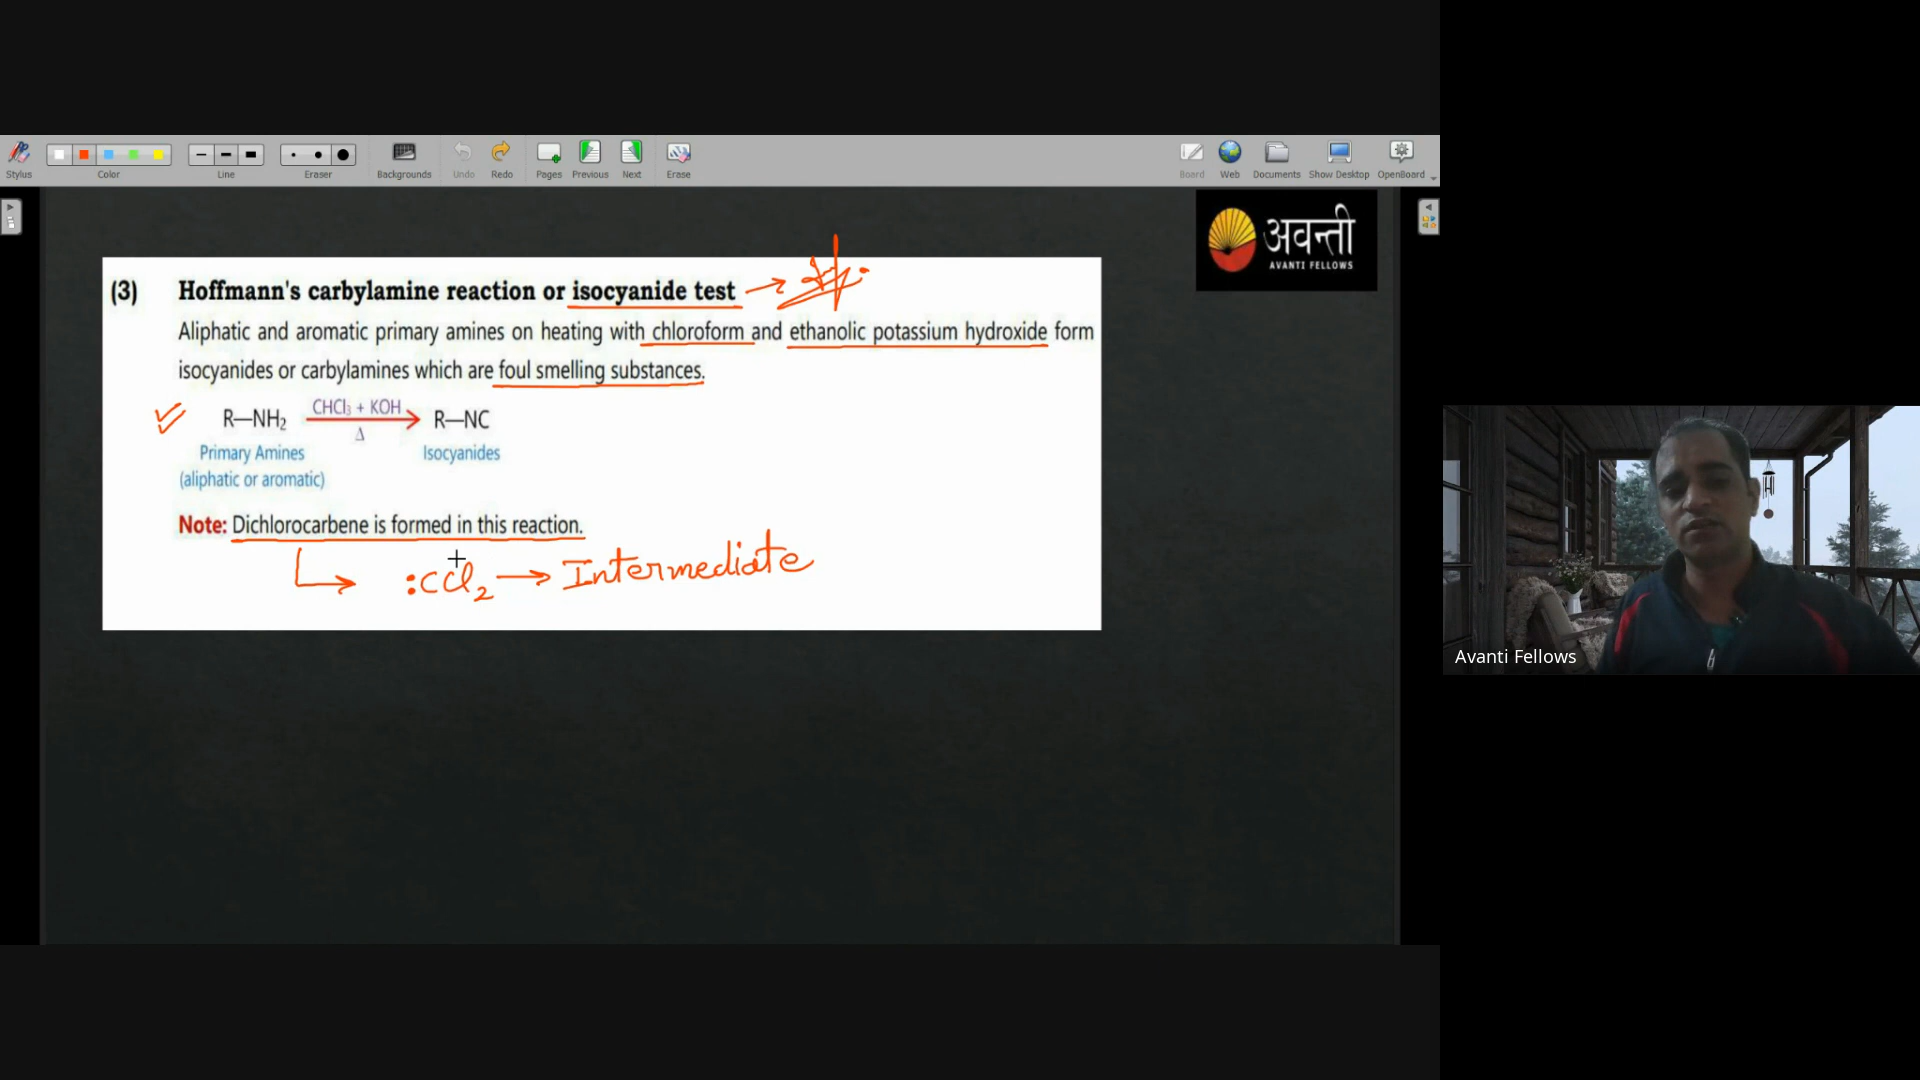 Stylus
Color
Line
Eraser
Backgrounds
Undo
Redo
Pages
Previous
Next
Erase
Board
Web
Documents
Show Desktop
OpenBoard
अवन्ती
AVANTI FELLOWS
(3) Hoffmann's carbylamine reaction or isocyanide test →
Aliphatic and aromatic primary amines on heating with chloroform and ethanolic potassium hydroxide form
isocyanides or carbylamines which are foul smelling substances.
CHCl₃ + KOH
R—NH₂ → R—NC
Δ
Primary Amines Isocyanides
(aliphatic or aromatic)
Note: Dichlorocarbene is formed in this reaction.
:CCl₂ → Intermediate
Avanti Fellows